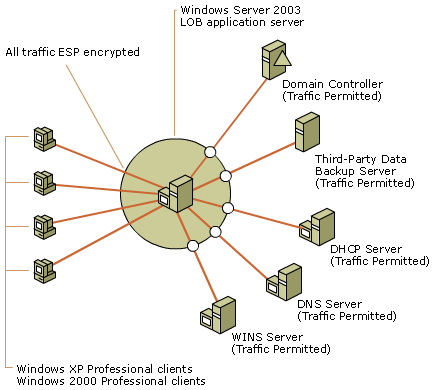 Windows Server 2003
LOB application server
All traffic ESP encrypted
Domain Controller
(Traffic Permitted)
Third-Party Data
Backup Server
(Traffic Permitted)
DHCP Server
(Traffic Permitted)
DNS Server
(Traffic Permitted)
WINS Server
(Traffic Permitted)
Windows XP Professional clients
Windows 2000 Professional clients